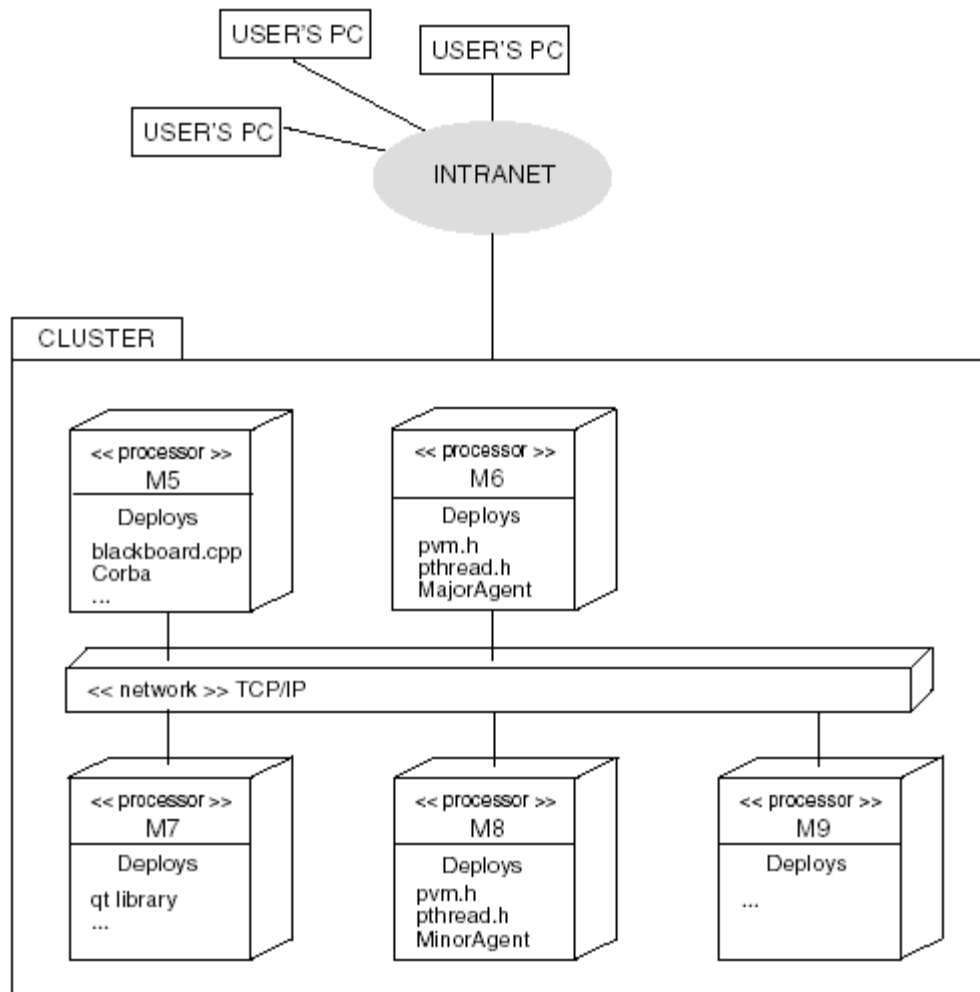 USER'S PC
USER'S PC
USER'S PC
INTRANET
CLUSTER
<< processor >>
M5
Deploys
blackboard.cpp
Corba
...
<< processor >>
M6
Deploys
pvm.h
pthread.h
MajorAgent
<< network >> TCP/IP
<< processor >>
M7
Deploys
qt library
...
<< processor >>
M8
Deploys
pvm.h
pthread.h
MinorAgent
<< processor >>
M9
Deploys
...